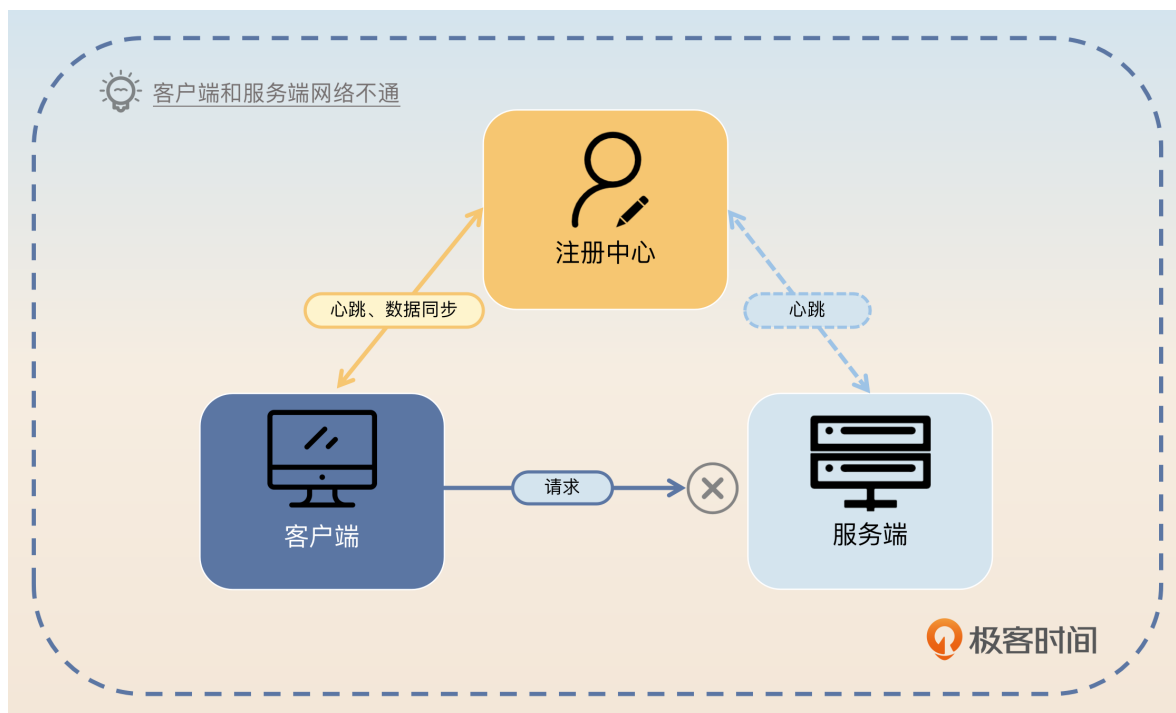 客户端和服务端网络不通
注册中心
心跳、数据同步
心跳
请求
客户端
服务端
极客时间